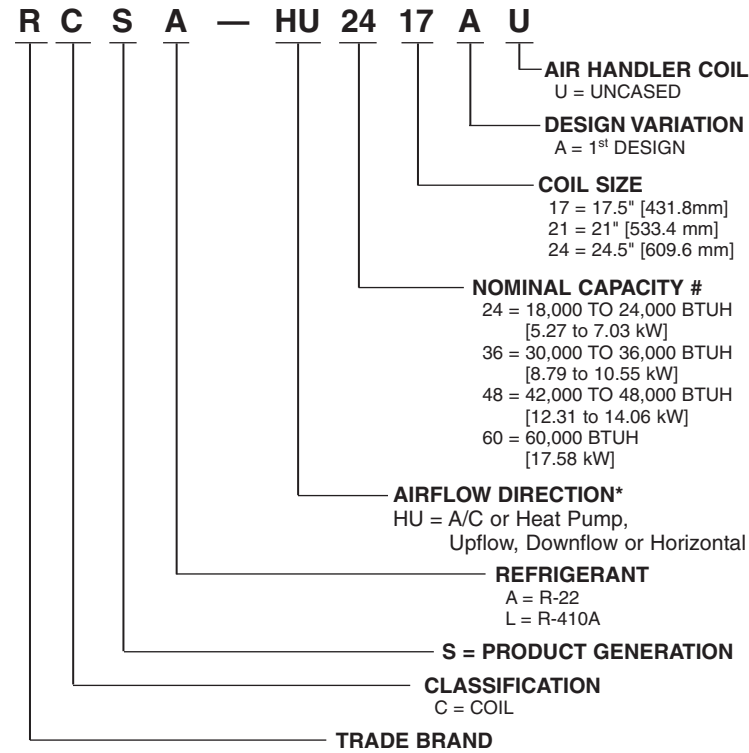 R C S A — HU 24 17 A U
AIR HANDLER COIL
U = UNCASED
DESIGN VARIATION
A = 1st DESIGN
COIL SIZE
17 = 17.5" [431.8mm]
21 = 21" [533.4 mm]
24 = 24.5" [609.6 mm]
NOMINAL CAPACITY #
24 = 18,000 TO 24,000 BTUH
[5.27 to 7.03 kW]
36 = 30,000 TO 36,000 BTUH
[8.79 to 10.55 kW]
48 = 42,000 TO 48,000 BTUH
[12.31 to 14.06 kW]
60 = 60,000 BTUH
[17.58 kW]
AIRFLOW DIRECTION*
HU = A/C or Heat Pump,
Upflow, Downflow or Horizontal
REFRIGERANT
A = R-22
L = R-410A
S = PRODUCT GENERATION
CLASSIFICATION
C = COIL
TRADE BRAND